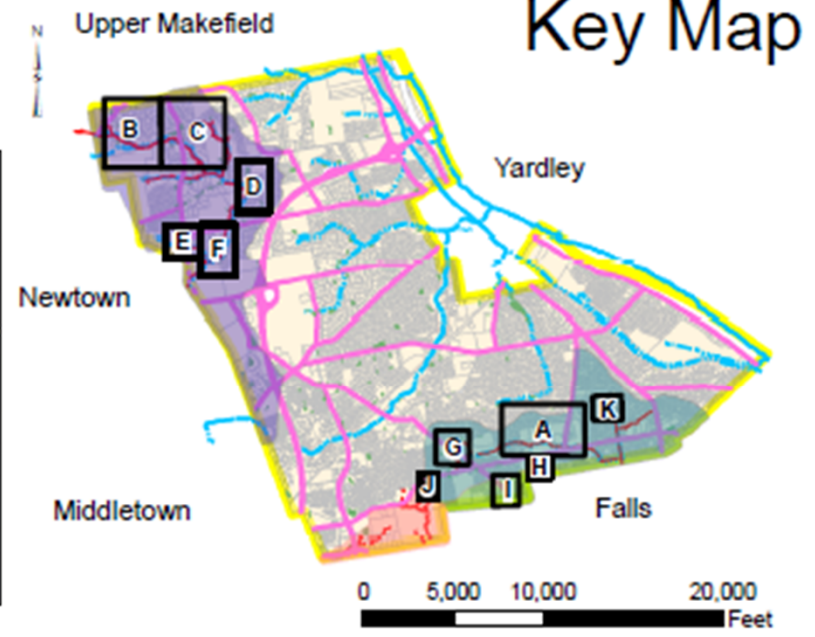 Key Map
Upper Makefield
N
S
B
C
Yardley
D
E
F
Newtown
K
A
G
H
J
I
Middletown
Falls
0 5,000 10,000 20,000
Feet